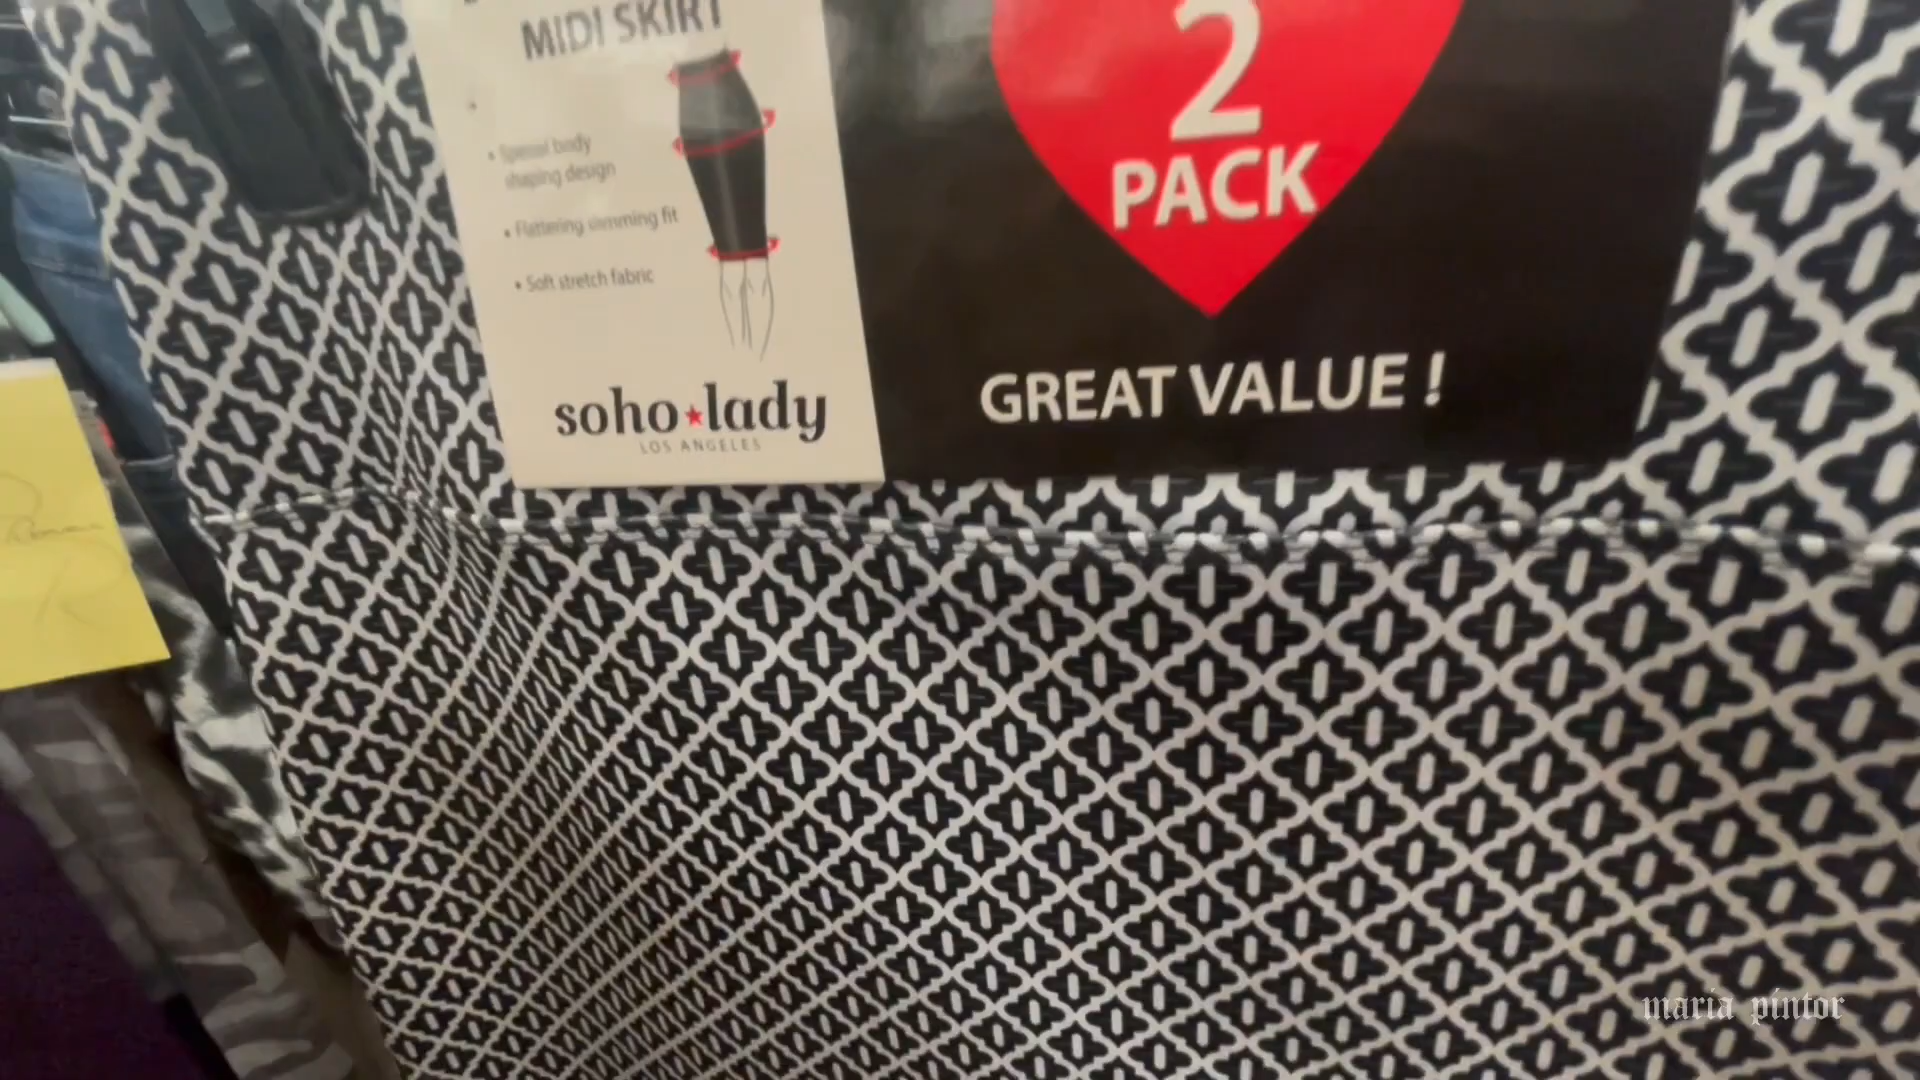 MIDI SKIRT
• Special body
shaping design
• Flattering slimming fit
• Soft stretch fabric
soho★lady
LOS ANGELES
2
PACK
GREAT VALUE !
maria pintor